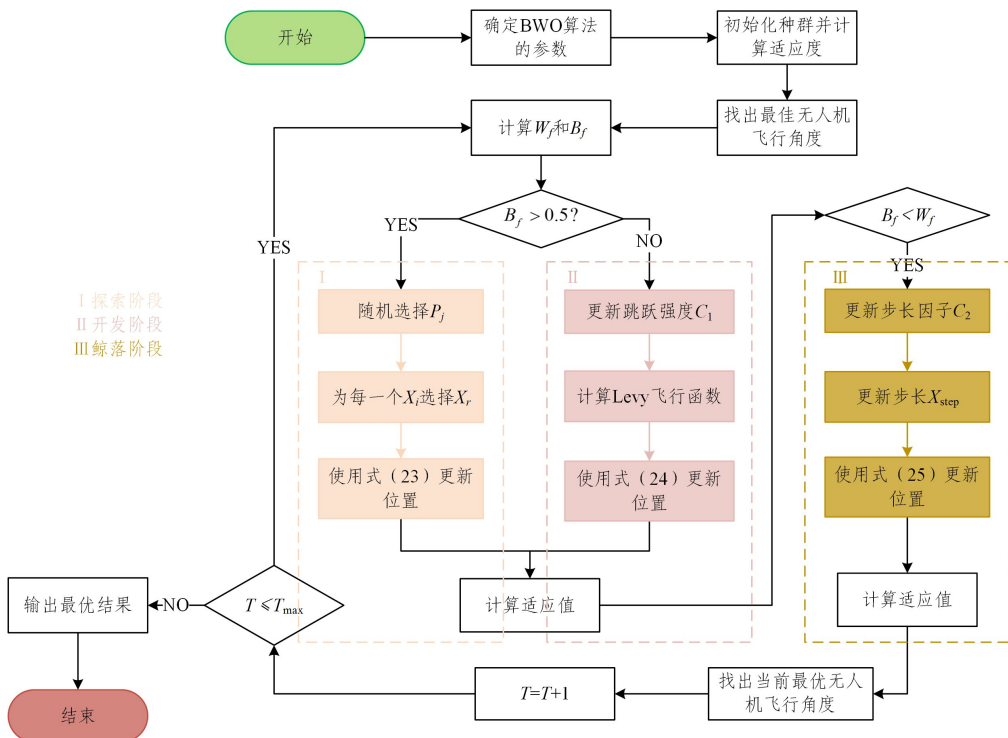 开始
确定BWO算法
的参数
初始化种群并计
算适应度
找出最佳无人机
飞行角度
计算Wf和Bf
Bf > 0.5?
YES
NO
Bf < Wf
YES
YES
I 探索阶段
II 开发阶段
III 鲸落阶段
I
随机选择Pj
为每一个Xi选择Xr
使用式（23）更新
位置
II
更新跳跃强度C1
计算Levy飞行函数
使用式（24）更新
位置
III
更新步长因子C2
更新步长Xstep
使用式（25）更新
位置
计算适应值
计算适应值
找出当前最优无人
机飞行角度
T=T+1
T ⩽ Tmax
NO
输出最优结果
结束